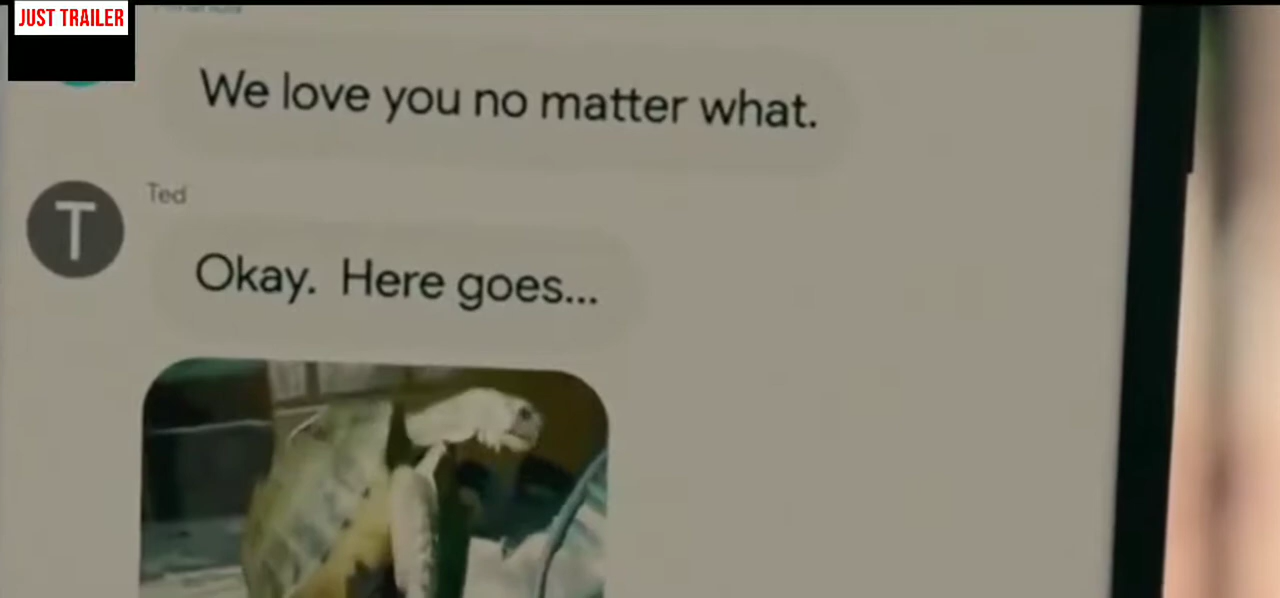 JUST TRAILER
We love you no matter what.
T
Ted
Okay.  Here goes...